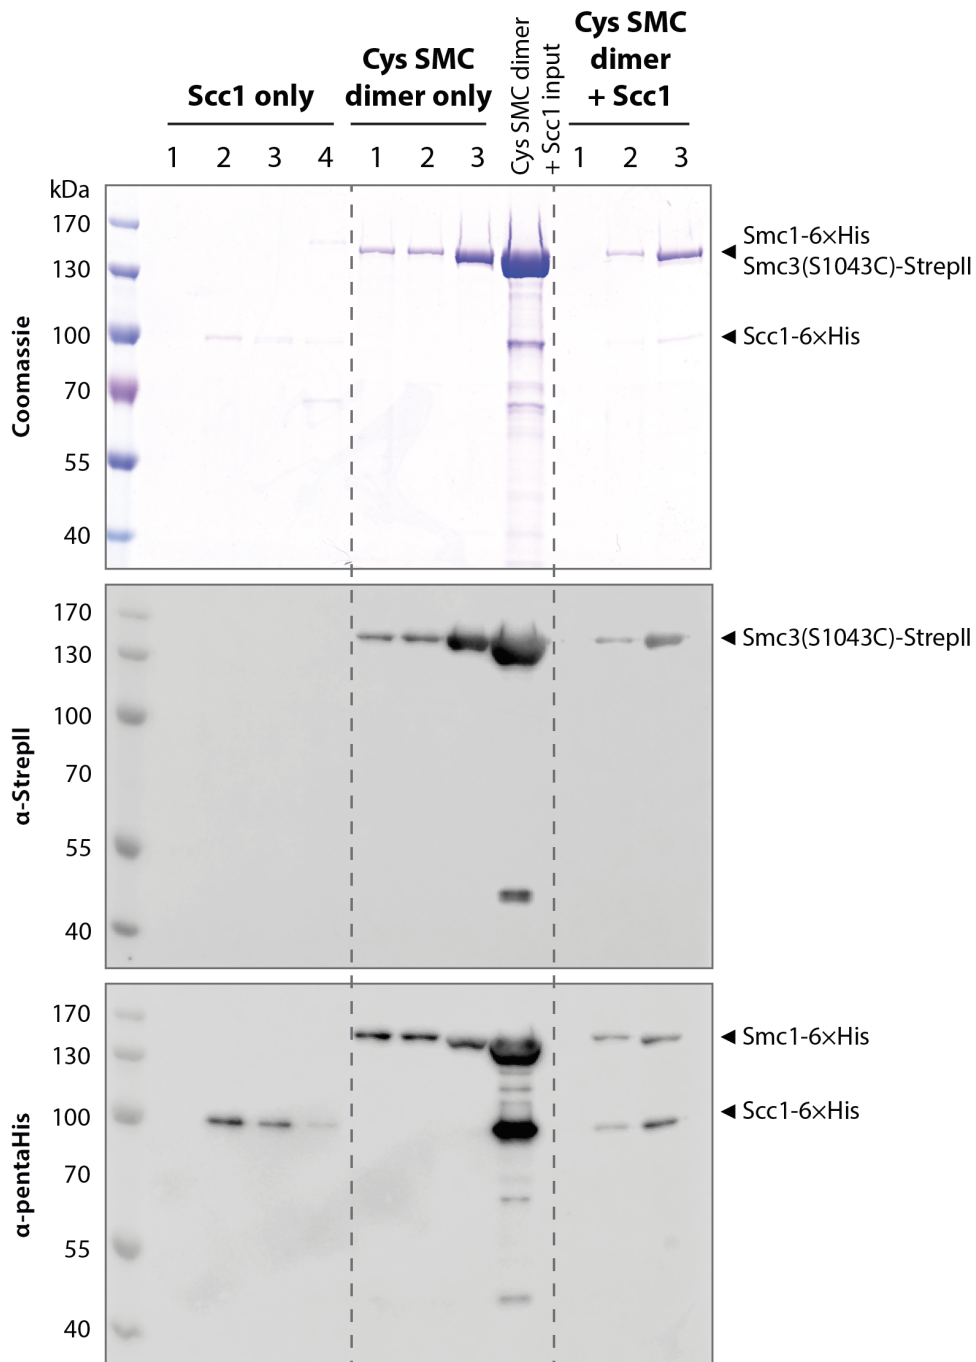 Scc1 only
Cys SMC
dimer only
Cys SMC dimer
+ Scc1 input
Cys SMC
dimer
+ Scc1
1 2 3 4 1 2 3 1 2 3
kDa
170
130
100
70
55
40
Coomassie
Smc1-6×His
Smc3(S1043C)-StrepII
Scc1-6×His
170
130
100
70
55
40
α-StrepII
Smc3(S1043C)-StrepII
170
130
100
70
55
40
α-pentaHis
Smc1-6×His
Scc1-6×His